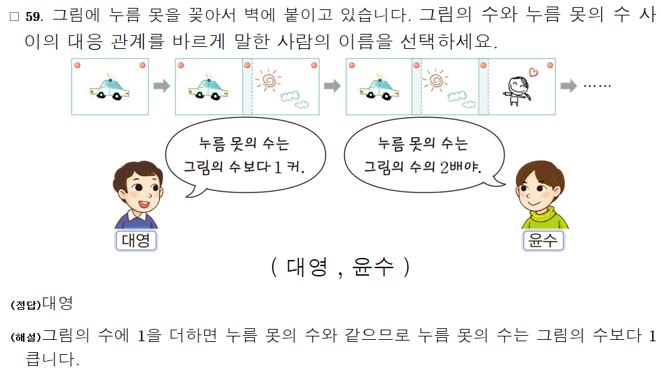 □ 59. 그림에 누름 못을 꽂아서 벽에 붙이고 있습니다. 그림의 수와 누름 못의 수 사
이의 대응 관계를 바르게 말한 사람의 이름을 선택하세요.
……
누름 못의 수는
그림의 수보다 1 커.
누름 못의 수는
그림의 수의 2배야.
대영
윤수
( 대영 , 윤수 )
(정답)대영
(해설)그림의 수에 1을 더하면 누름 못의 수와 같으므로 누름 못의 수는 그림의 수보다 1
큽니다.